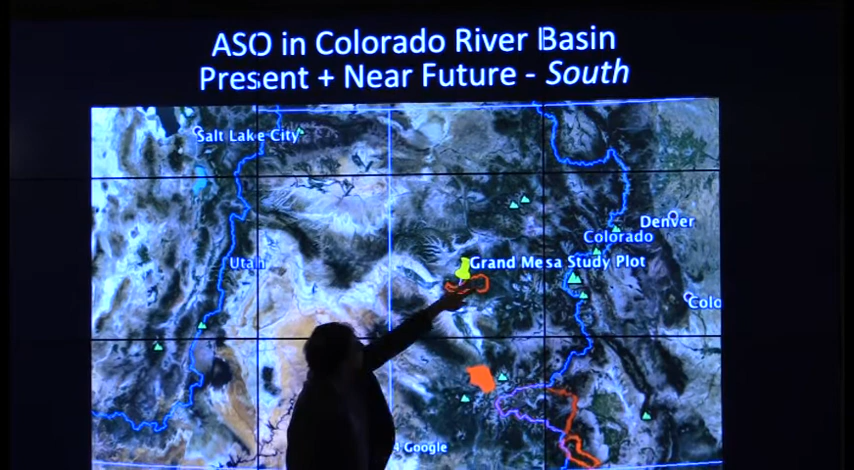 ASO in Colorado River Basin
Present + Near Future - South
Salt Lake City
Denver
Colorado
Utah
Grand Mesa Study Plot
Colo
4 Google